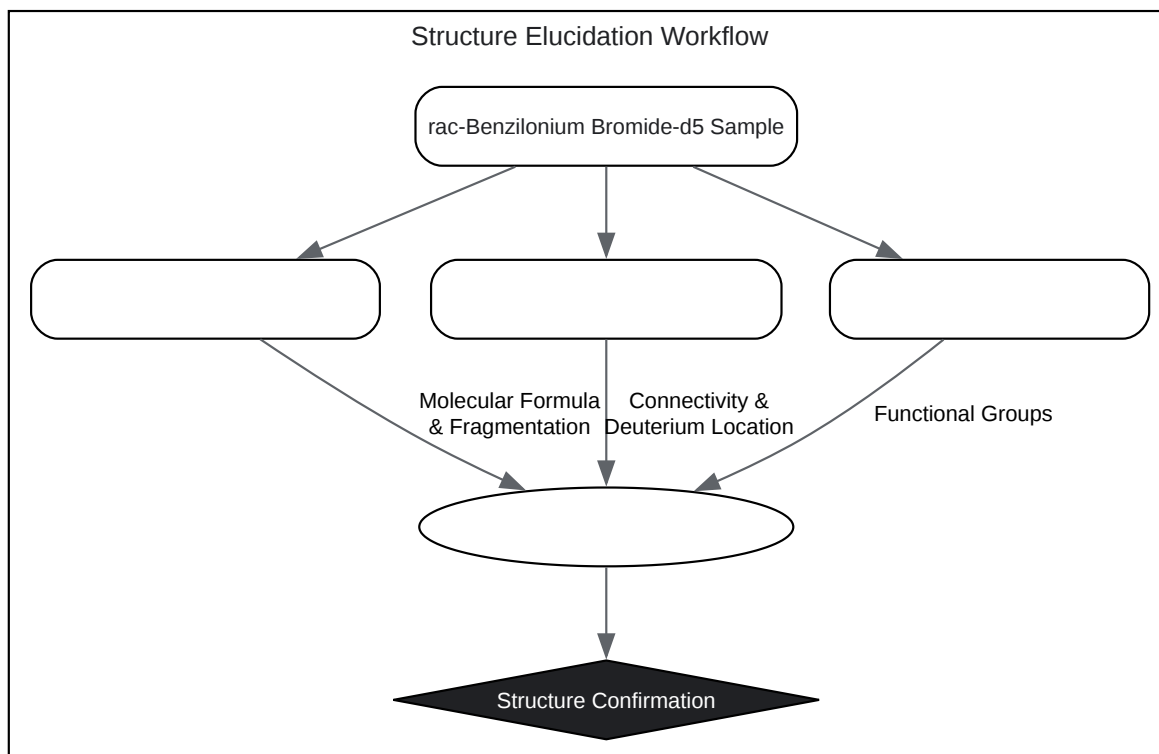 Structure Elucidation Workflow
rac-Benzilonium Bromide-d5 Sample
Molecular Formula
& Fragmentation
Connectivity &
Deuterium Location
Functional Groups
Structure Confirmation